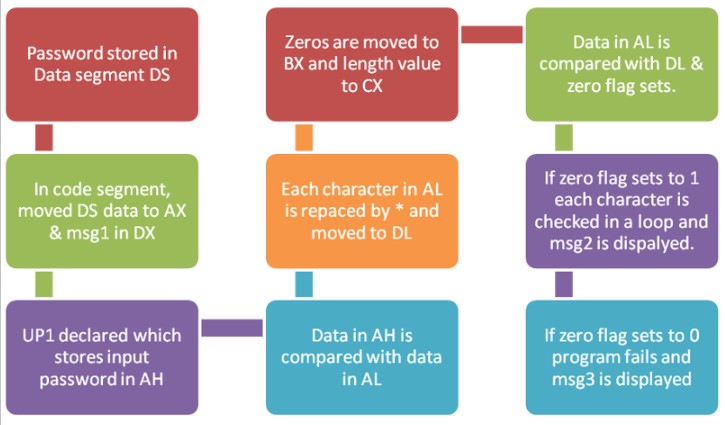 Password stored in
Data segment DS
In code segment,
moved DS data to AX
& msg1 in DX
UP1 declared which
stores input
password in AH
Data in AH is
compared with data
in AL
Each character in AL
is repaced by * and
moved to DL
Zeros are moved to
BX and length value
to CX
Data in AL is
compared with DL &
zero flag sets.
If zero flag sets to 1
each character is
checked in a loop and
msg2 is dispalyed.
If zero flag sets to 0
program fails and
msg3 is displayed